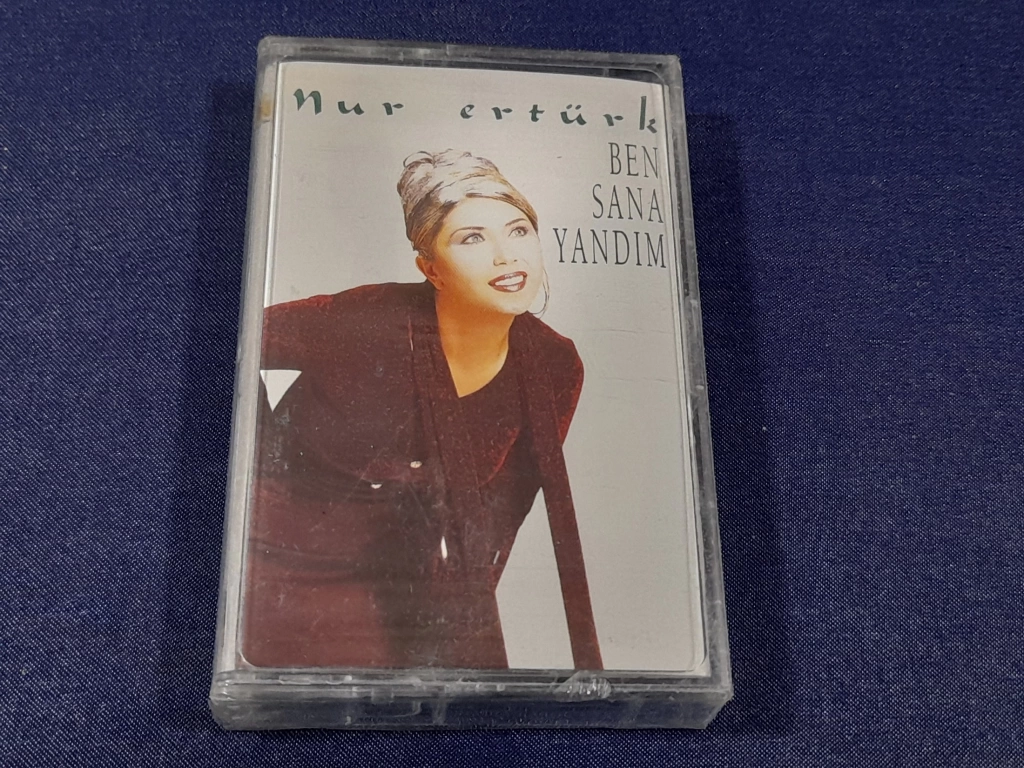 Nur ertürk
BEN
SANA
YANDIM